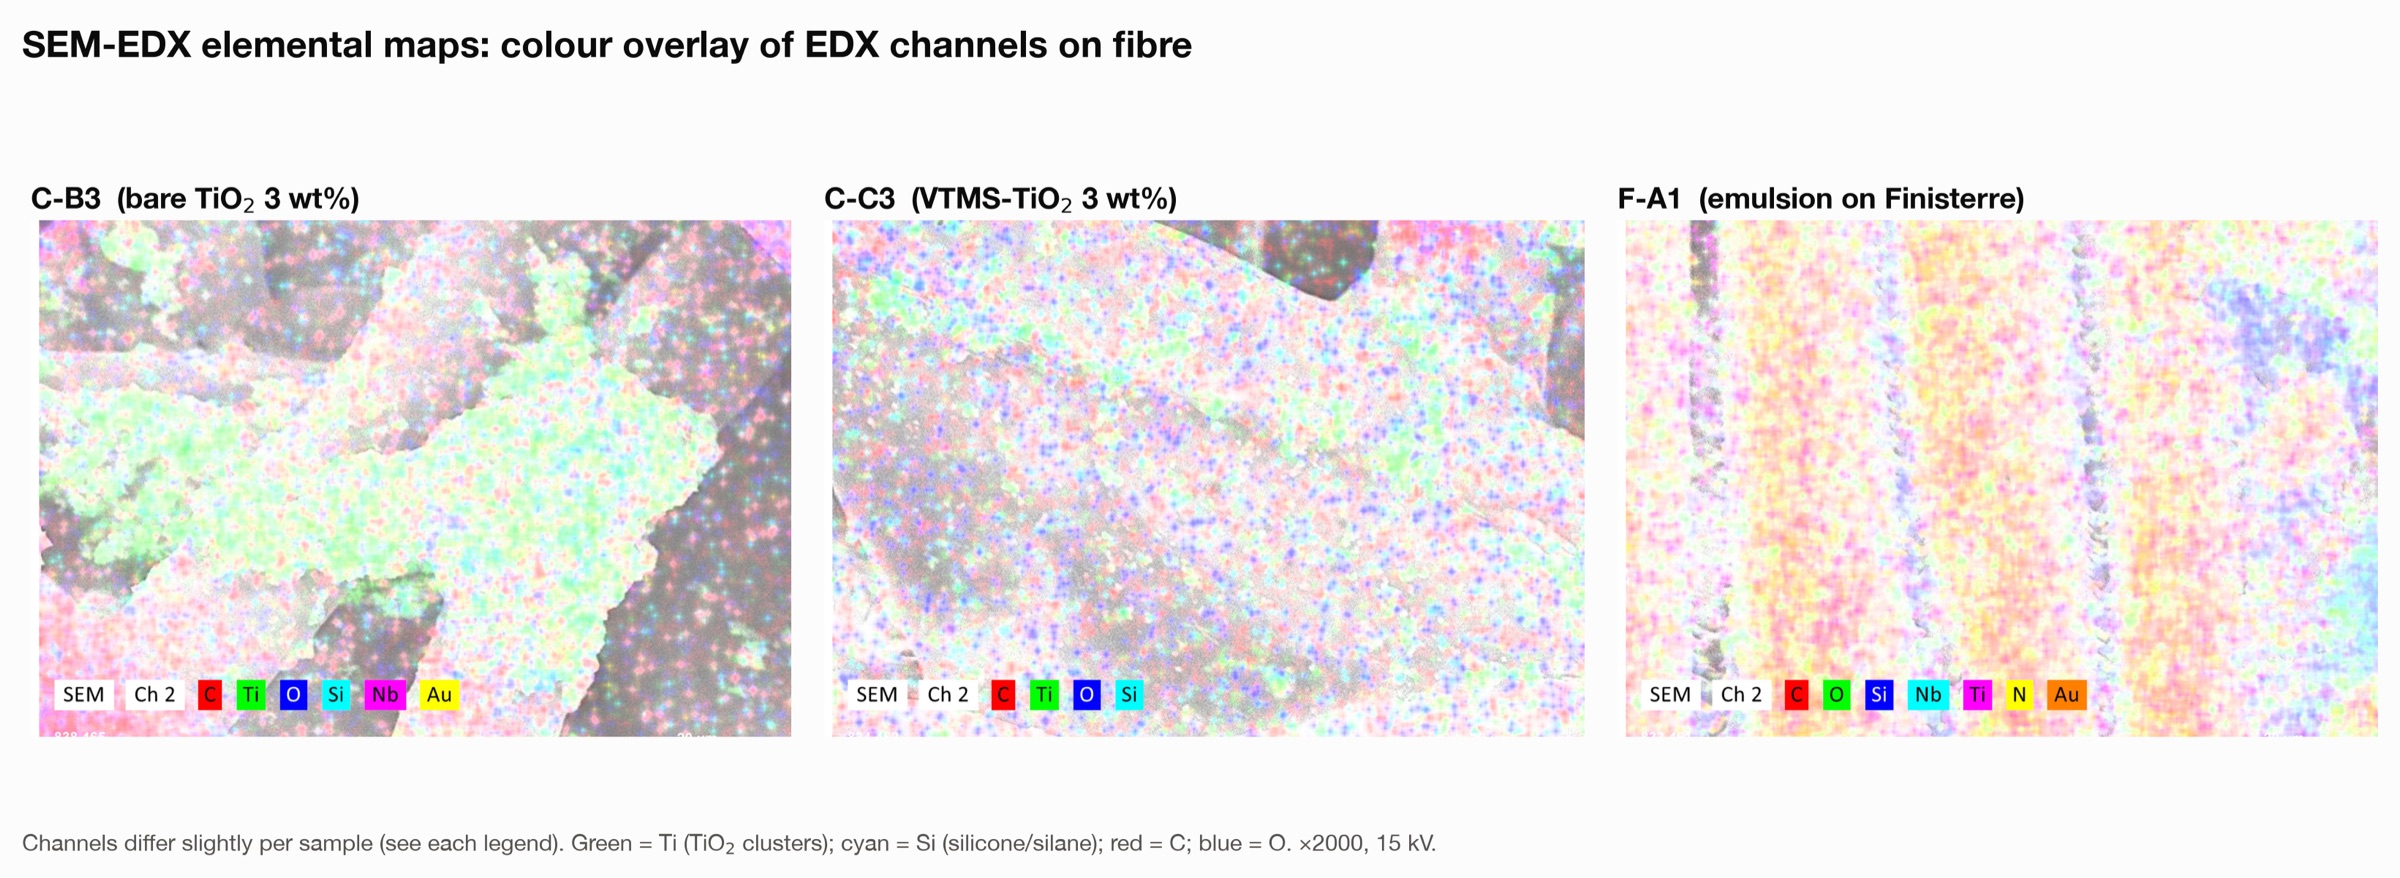 SEM-EDX elemental maps: colour overlay of EDX channels on fibre
C-B3 (bare TiO₂ 3 wt%)
C-C3 (VTMS-TiO₂ 3 wt%)
F-A1 (emulsion on Finisterre)
SEM Ch 2 C Ti O Si Nb Au
SEM Ch 2 C Ti O Si
SEM Ch 2 C O Si Nb Ti N Au
Channels differ slightly per sample (see each legend). Green = Ti (TiO₂ clusters); cyan = Si (silicone/silane); red = C; blue = O. ×2000, 15 kV.